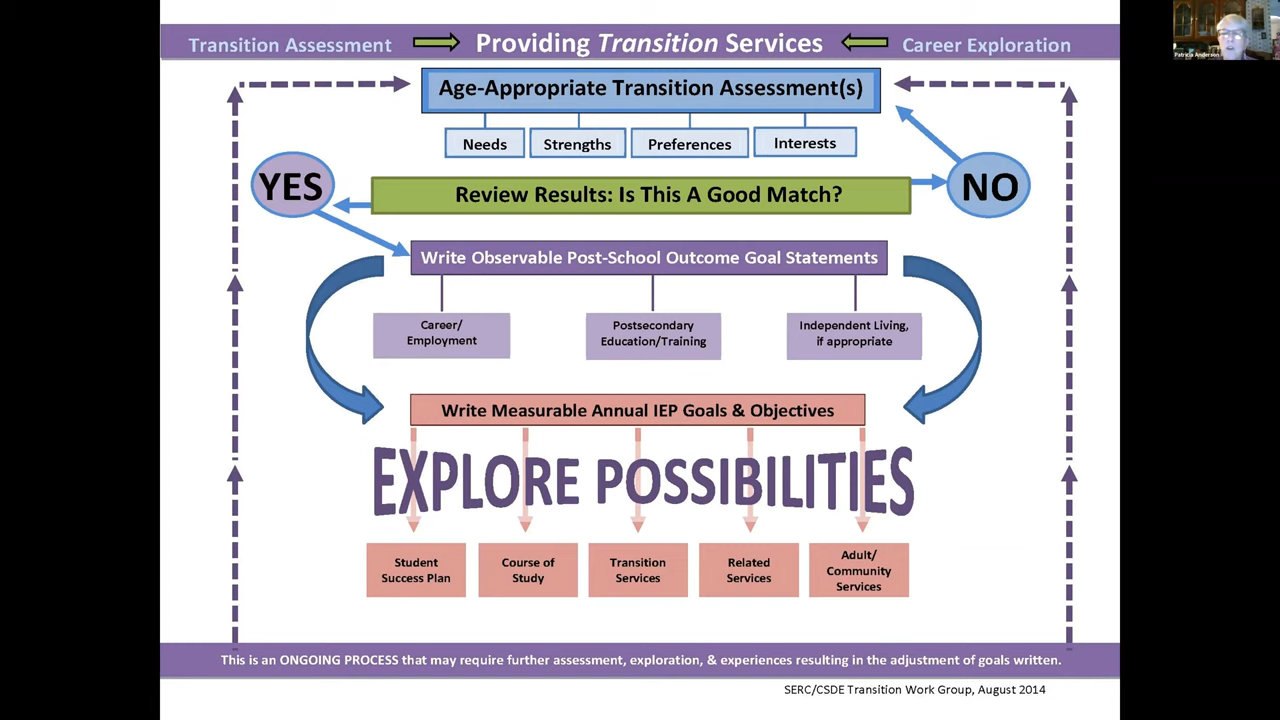 Transition Assessment
Providing Transition Services
Career Exploration
Patricia Anderson
Age-Appropriate Transition Assessment(s)
Needs
Strengths
Preferences
Interests
YES
Review Results: Is This A Good Match?
NO
Write Observable Post-School Outcome Goal Statements
Career/
Employment
Postsecondary
Education/Training
Independent Living,
if appropriate
Write Measurable Annual IEP Goals & Objectives
EXPLORE POSSIBILITIES
Student
Success Plan
Course of
Study
Transition
Services
Related
Services
Adult/
Community
Services
This is an ONGOING PROCESS that may require further assessment, exploration, & experiences resulting in the adjustment of goals written.
SERC/CSDE Transition Work Group, August 2014